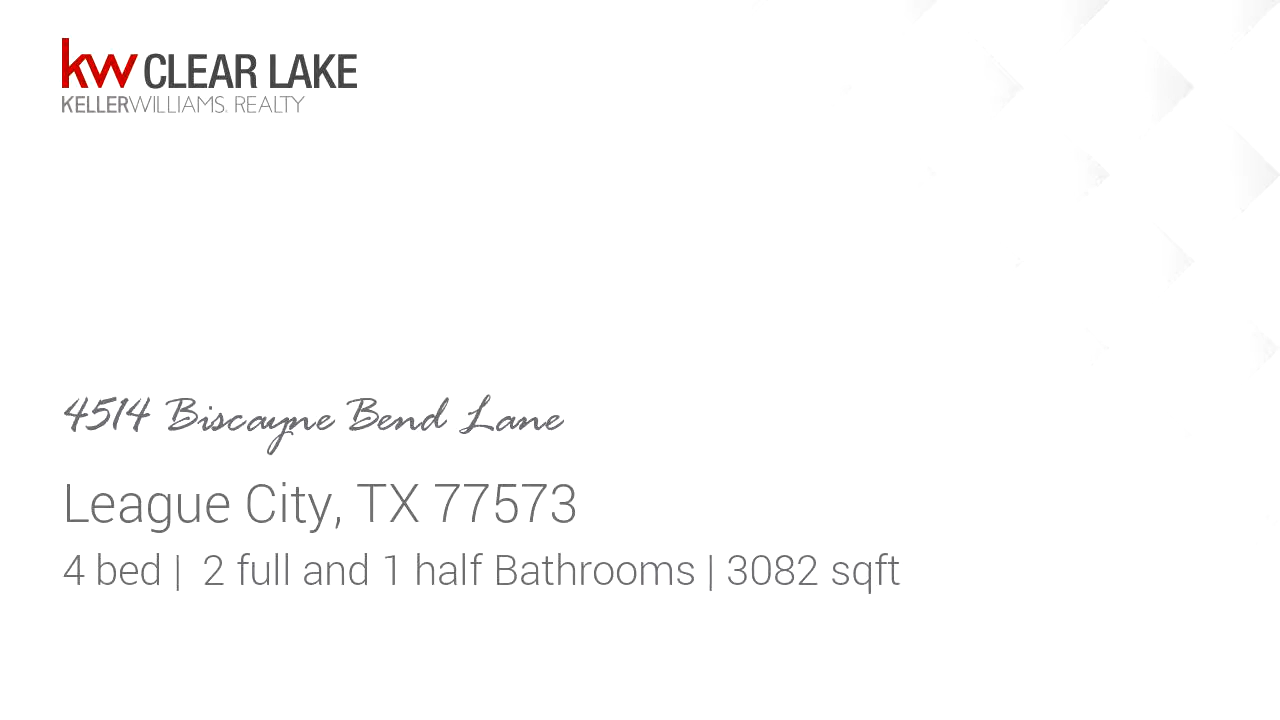 kw CLEAR LAKE
KELLERWILLIAMS. REALTY
4514 Biscayne Bend Lane
League City, TX 77573
4 bed | 2 full and 1 half Bathrooms | 3082 sqft